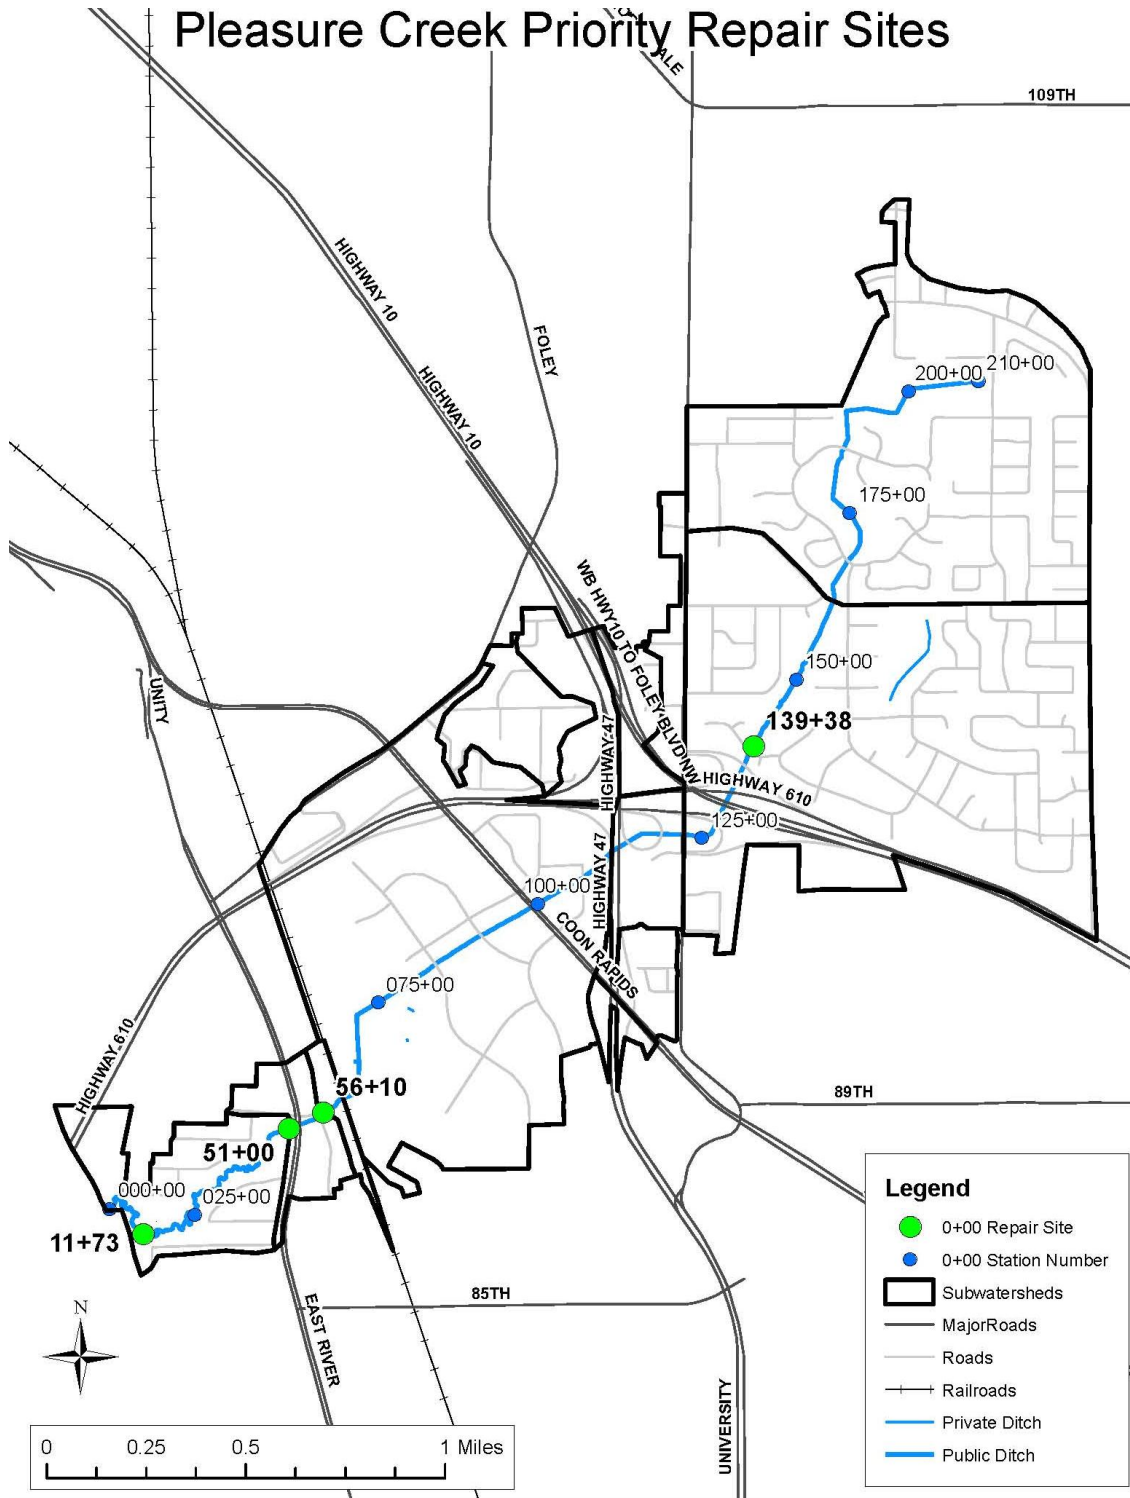 Pleasure Creek Priority Repair Sites
ALE
109TH
HIGHWAY 10
FOLEY
HIGHWAY 10
210+00
200+00
175+00
WB HWY10 TO FOLEY BLVD NW
150+00
UNITY
139+38
HIGHWAY 47
HIGHWAY 610
125+00
HIGHWAY 47
100+00
COON RAPIDS
075+00
HIGHWAY 610
56+10
89TH
51+00
000+00
025+00
11+73
85TH
EAST RIVER
UNIVERSITY
N
0 0.25 0.5 1 Miles
Legend
0+00 Repair Site
0+00 Station Number
Subwatersheds
MajorRoads
Roads
Railroads
Private Ditch
Public Ditch